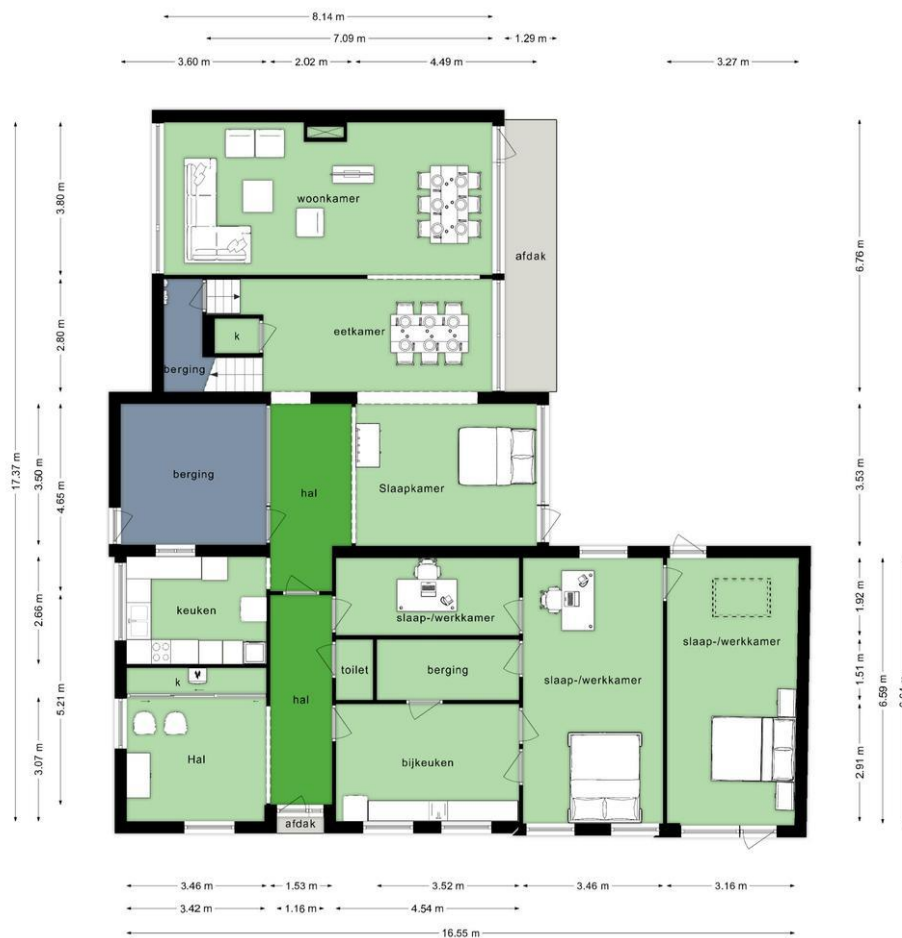 8.14 m
7.09 m
1.29 m
3.60 m
2.02 m
4.49 m
3.27 m
17.37 m
3.80 m
2.80 m
3.50 m
4.65 m
2.66 m
5.21 m
3.07 m
woonkamer
afdak
eetkamer
k
berging
berging
hal
Slaapkamer
keuken
slaap-/werkkamer
slaap-/werkkamer
toilet
berging
slaap-/werkkamer
k
hal
Hal
bijkeuken
afdak
6.76 m
3.53 m
1.92 m
1.51 m
6.59 m
2.91 m
3.46 m
1.53 m
3.52 m
3.46 m
3.16 m
3.42 m
1.16 m
4.54 m
16.55 m